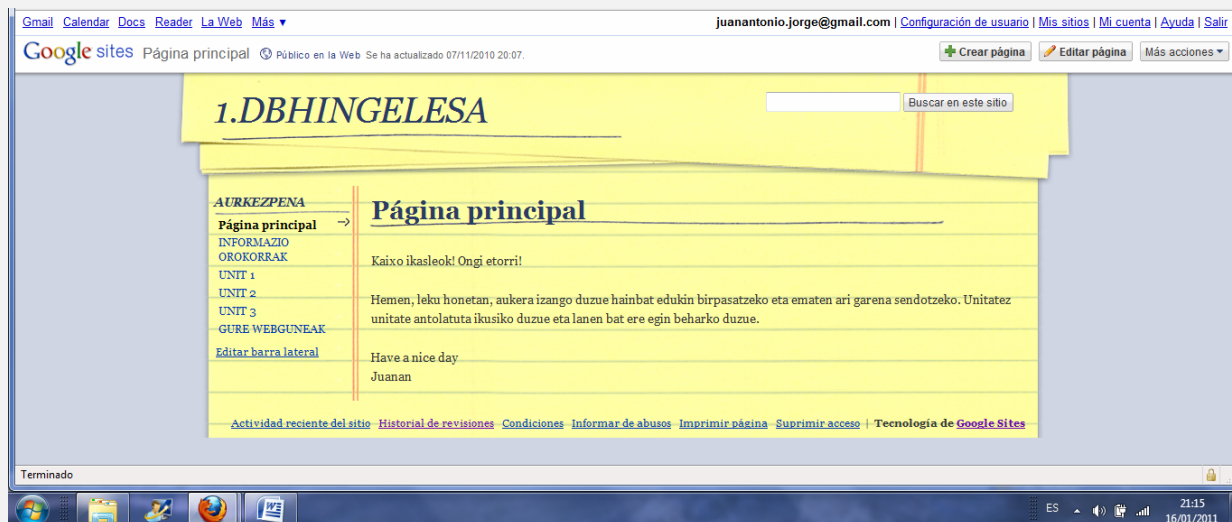 Gmail Calendar Docs Reader La Web Más ▼ juanantonio.jorge@gmail.com | Configuración de usuario | Mis sitios | Mi cuenta | Ayuda | Salir
Google sites Página principal Público en la Web Se ha actualizado 07/11/2010 20:07. Crear página Editar página Más acciones ▼
1.DBHINGELESA
Buscar en este sitio
AURKEZPENA
Página principal
INFORMAZIO
OROKORRAK
UNIT 1
UNIT 2
UNIT 3
GURE WEBGUNEAK
Editar barra lateral
Página principal
Kaixo ikasleok! Ongi etorri!
Hemen, leku honetan, aukera izango duzue hainbat edukin birpasatzeko eta ematen ari garena sendotzeko. Unitatez
unitate antolatuta ikusiko duzue eta lanen bat ere egin beharko duzue.
Have a nice day
Juanan
Actividad reciente del sitio Historial de revisiones Condiciones Informar de abusos Imprimir página Suprimir acceso | Tecnología de Google Sites
Terminado
ES 21:15
16/01/2011